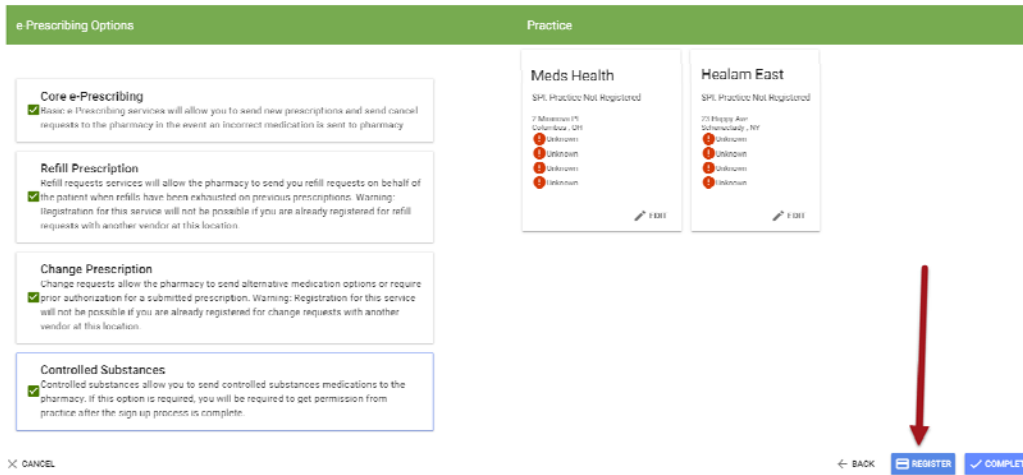 e-Prescribing Options
Core e-Prescribing
Basic e-Prescribing services will allow you to send new prescriptions and send cancel
requests to the pharmacy in the event an incorrect medication is sent to pharmacy
Refill Prescription
Refill requests services will allow the pharmacy to send you refill requests on behalf of
the patient when refills have been exhausted on previous prescriptions. Warning:
Registration for this service will not be possible if you are already registered for refill
requests with another vendor at this location.
Change Prescription
Change requests allow the pharmacy to send alternative medication options or require
prior authorization for a submitted prescription. Warning: Registration for this service
will not be possible if you are already registered for change requests with another
vendor at this location.
Controlled Substances
Controlled substances allow you to send controlled substances medications to the
pharmacy. If this option is required, you will be required to get permission from
practice after the sign up process is complete.
Practice
Meds Health
SPI: Practice Not Registered
Columbus , OH
Unknown
Unknown
Unknown
Unknown
EDIT
Healam East
SPI: Practice Not Registered
23 Happy Ave
Schenectady , NY
Unknown
Unknown
Unknown
Unknown
EDIT
CANCEL
BACK
REGISTER
COMPLET